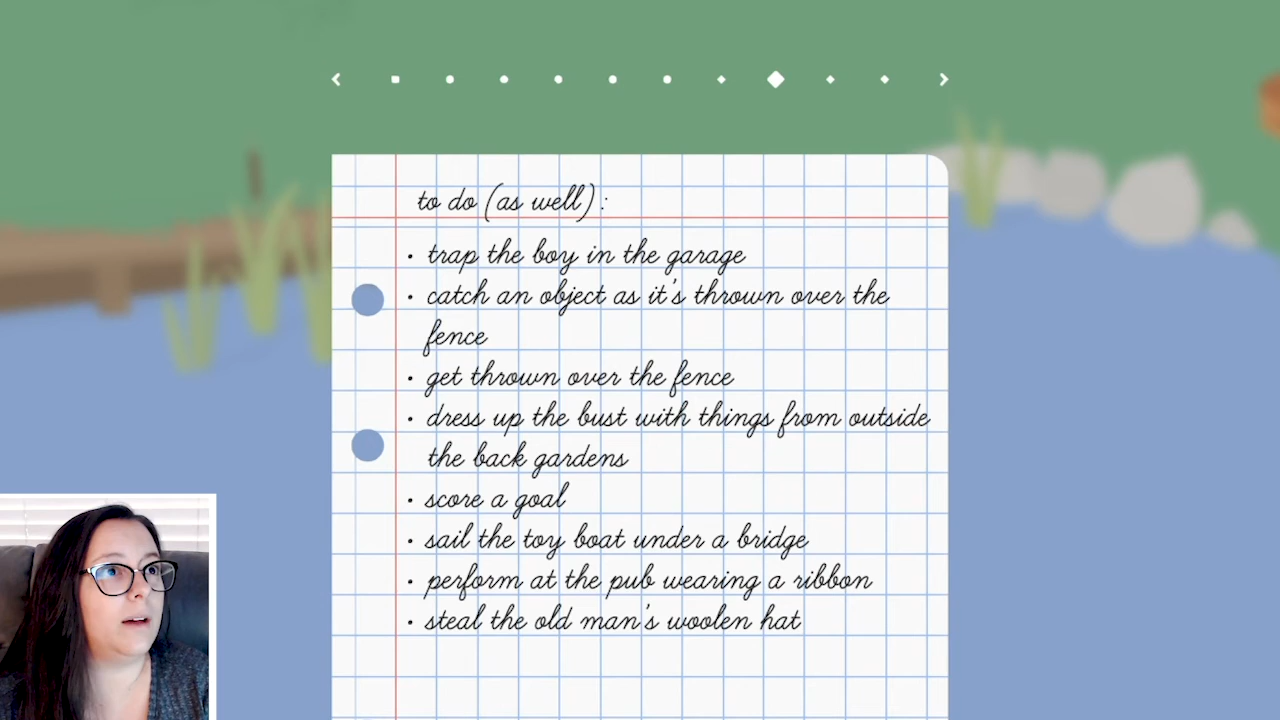 to do (as well):
• trap the boy in the garage
• catch an object as it's thrown over the
fence
• get thrown over the fence
• dress up the bust with things from outside
the back gardens
• score a goal
• sail the toy boat under a bridge
• perform at the pub wearing a ribbon
• steal the old man's woolen hat